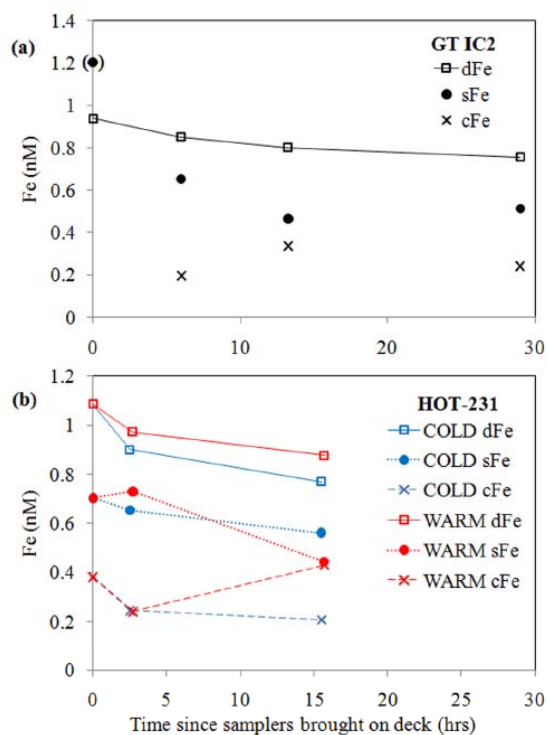 (a)
GT IC2
dFe
sFe
cFe
Fe (nM)
1.4
1.2
1
0.8
0.6
0.4
0.2
0
( )
0 10 20 30
(b)
HOT-231
COLD dFe
COLD sFe
COLD cFe
WARM dFe
WARM sFe
WARM cFe
Fe (nM)
1.2
1
0.8
0.6
0.4
0.2
0
0 5 10 15 20 25 30
Time since samplers brought on deck (hrs)